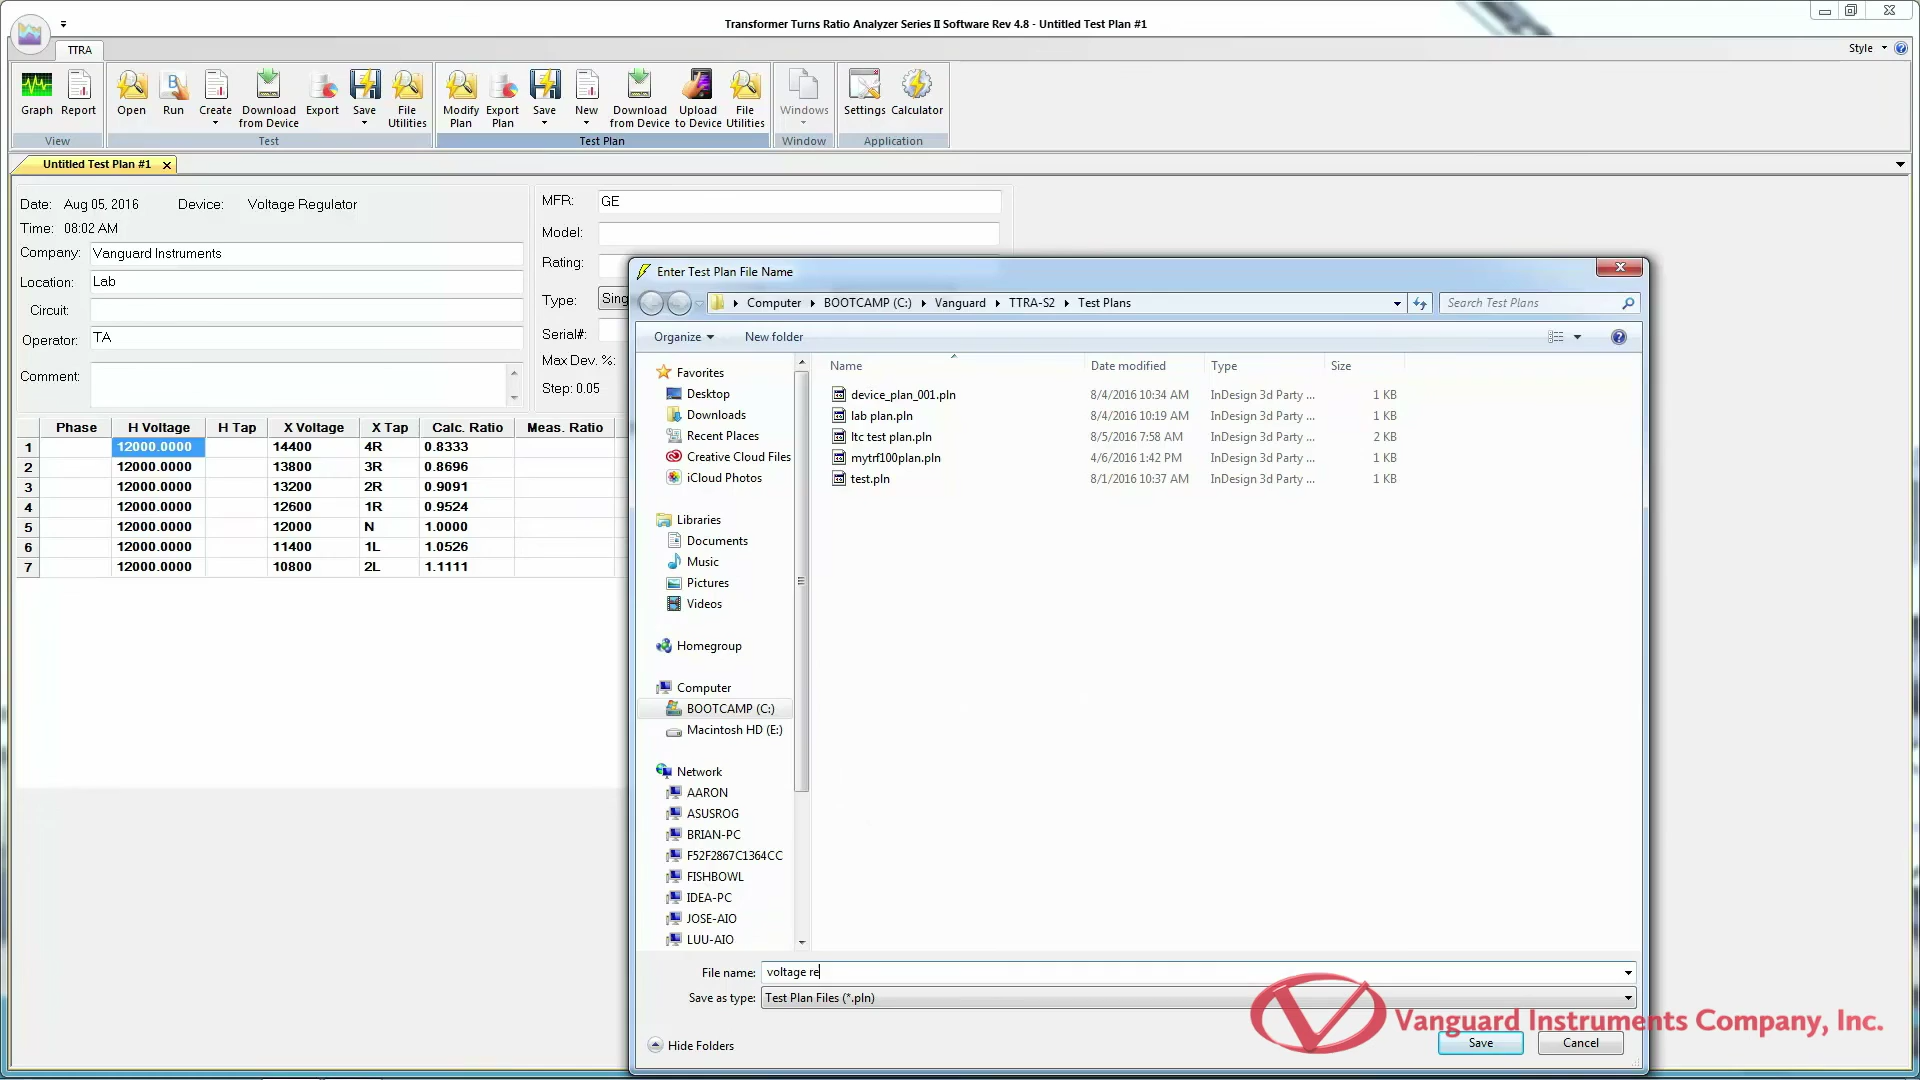 Transformer Turns Ratio Analyzer Series II Software Rev 4.8 - Untitled Test Plan #1
TTRA
Style
Graph Report Open Run Create Download from Device Export Save File Utilities Modify Plan Export Plan Save New Download from Device Upload to Device File Utilities Windows Settings Calculator
View Test Test Plan Window Application
Untitled Test Plan #1
Date: Aug 05, 2016 Device: Voltage Regulator
Time: 08:02 AM
Company: Vanguard Instruments
Location: Lab
Circuit:
Operator: TA
Comment:
MFR: GE
Model:
Rating:
Type: Sing
Serial#:
Max Dev. %:
Step: 0.05
Phase H Voltage H Tap X Voltage X Tap Calc. Ratio Meas. Ratio
1 12000.0000 14400 4R 0.8333
2 12000.0000 13800 3R 0.8696
3 12000.0000 13200 2R 0.9091
4 12000.0000 12600 1R 0.9524
5 12000.0000 12000 N 1.0000
6 12000.0000 11400 1L 1.0526
7 12000.0000 10800 2L 1.1111
Enter Test Plan File Name
Computer BOOTCAMP (C:) Vanguard TTRA-S2 Test Plans
Search Test Plans
Organize New folder
Favorites
Desktop
Downloads
Recent Places
Creative Cloud Files
iCloud Photos
Libraries
Documents
Music
Pictures
Videos
Homegroup
Computer
BOOTCAMP (C:)
Macintosh HD (E:)
Network
AARON
ASUSROG
BRIAN-PC
F52F2867C1364CC
FISHBOWL
IDEA-PC
JOSE-AIO
LUU-AIO
Name Date modified Type Size
device_plan_001.pln 8/4/2016 10:34 AM InDesign 3d Party ... 1 KB
lab plan.pln 8/4/2016 10:19 AM InDesign 3d Party ... 1 KB
ltc test plan.pln 8/5/2016 7:58 AM InDesign 3d Party ... 2 KB
mytrf100plan.pln 4/6/2016 1:42 PM InDesign 3d Party ... 1 KB
test.pln 8/1/2016 10:37 AM InDesign 3d Party ... 1 KB
File name: voltage re
Save as type: Test Plan Files (*.pln)
Hide Folders
Save Cancel
Vanguard Instruments Company, Inc.